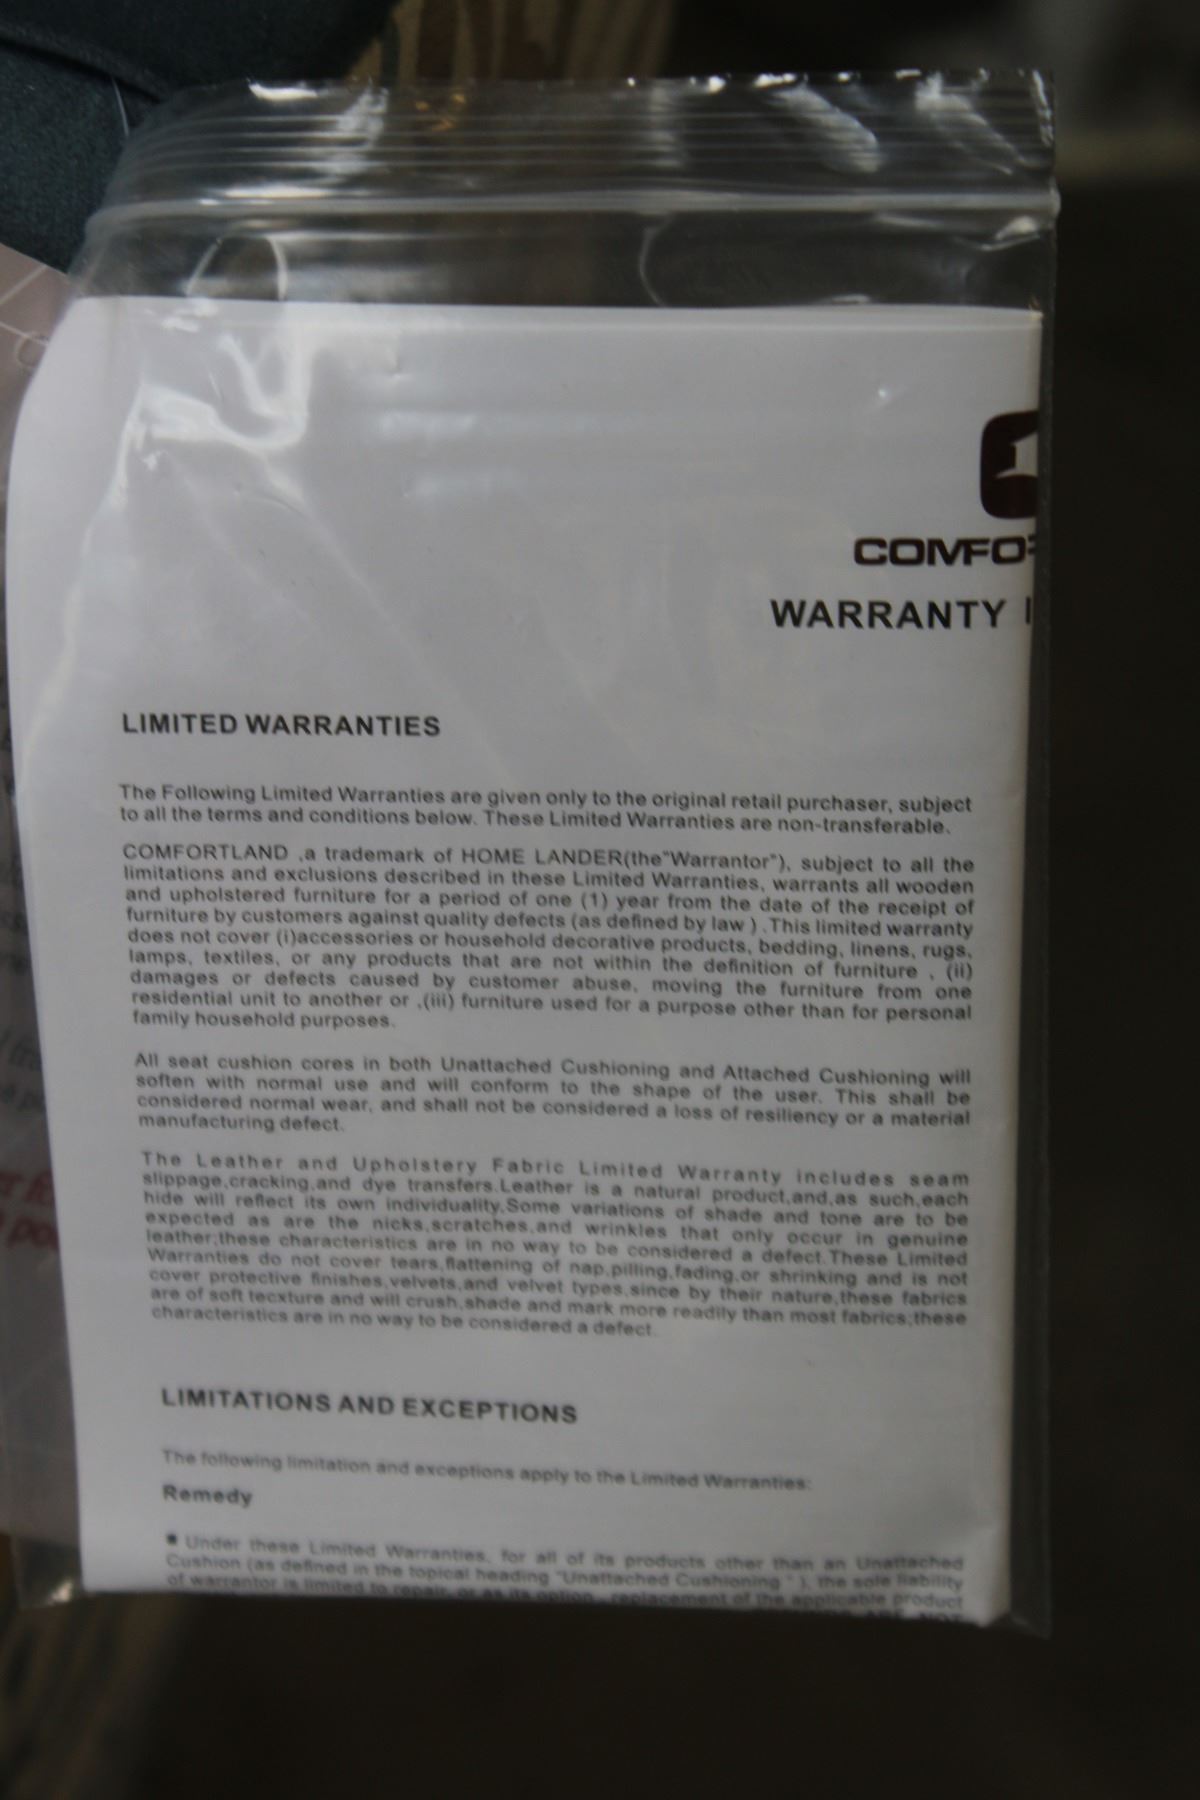 COMFO
WARRANTY
LIMITED WARRANTIES
The Following Limited Warranties are given only to the original retail purchaser, subject
to all the terms and conditions below. These Limited Warranties are non-transferable.
COMFORTLAND ,a trademark of HOME LANDER(the"Warrantor"), subject to all the
limitations and exclusions described in these Limited Warranties, warrants all wooden
and upholstered furniture for a period of one (1) year from the date of the receipt of
furniture by customers against quality defects (as defined by law ) .This limited warranty
does not cover (i)accessories or household decorative products, bedding, linens, rugs,
lamps, textiles, or any products that are not within the definition of furniture , (ii)
damages or defects caused by customer abuse, moving the furniture from one
residential unit to another or ,(iii) furniture used for a purpose other than for personal
family household purposes.
All seat cushion cores in both Unattached Cushioning and Attached Cushioning will
soften with normal use and will conform to the shape of the user. This shall be
considered normal wear, and shall not be considered a loss of resiliency or a material
manufacturing defect.
The Leather and Upholstery Fabric Limited Warranty includes seam
slippage,cracking,and dye transfers.Leather is a natural product,and,as such,each
hide will reflect its own individuality,Some variations of shade and tone are to be
expected as are the nicks,scratches,and wrinkles that only occur in genuine
leather;these characteristics are in no way to be considered a defect.These Limited
Warranties do not cover tears,flattening of nap,pilling,fading,or shrinking and is not
cover protective finishes,velvets,and velvet types,since by their nature,these fabrics
are of soft tecxture and will crush,shade and mark more readily than most fabrics;these
characteristics are in no way to be considered a defect.
LIMITATIONS AND EXCEPTIONS
The following limitation and exceptions apply to the Limited Warranties:
Remedy
■ Under these Limited Warranties, for all of its products other than an Unattached
Cushion (as defined in the topical heading "Unattached Cushioning " ), the sole liability
of warrantor is limited to repair, or as its option , replacement of the applicable product
ARE NOT